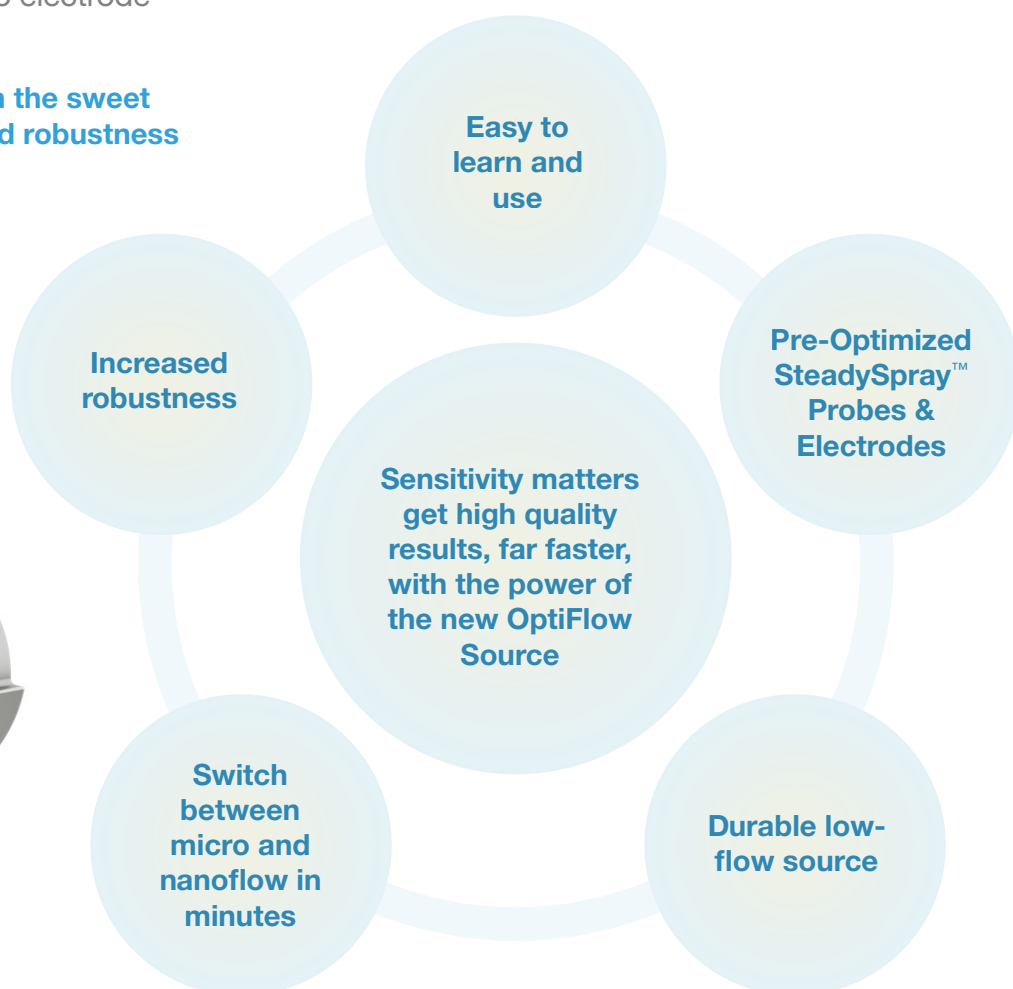 electrode
the sweet
robustness
Easy to
learn and
use
Increased
robustness
Pre-Optimized
SteadySpray™
Probes &
Electrodes
Sensitivity matters
get high quality
results, far faster,
with the power of
the new OptiFlow
Source
Switch
between
micro and
nanoflow in
minutes
Durable low-
flow source